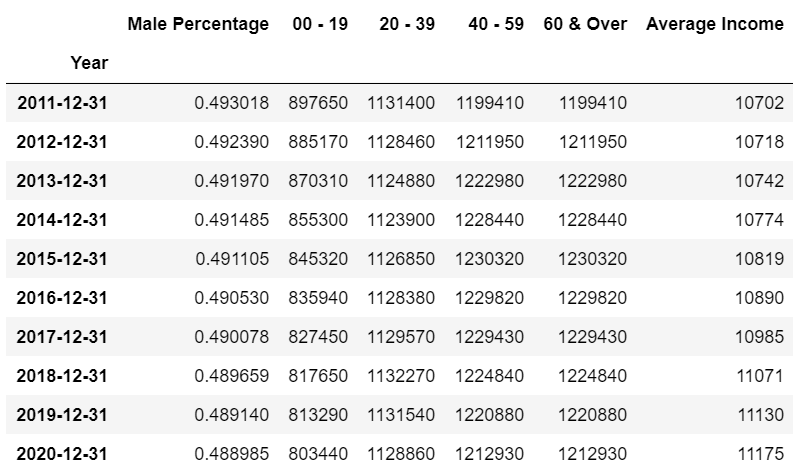 Male Percentage 00 - 19 20 - 39 40 - 59 60 & Over Average Income
Year
2011-12-31 0.493018 897650 1131400 1199410 1199410 10702
2012-12-31 0.492390 885170 1128460 1211950 1211950 10718
2013-12-31 0.491970 870310 1124880 1222980 1222980 10742
2014-12-31 0.491485 855300 1123900 1228440 1228440 10774
2015-12-31 0.491105 845320 1126850 1230320 1230320 10819
2016-12-31 0.490530 835940 1128380 1229820 1229820 10890
2017-12-31 0.490078 827450 1129570 1229430 1229430 10985
2018-12-31 0.489659 817650 1132270 1224840 1224840 11071
2019-12-31 0.489140 813290 1131540 1220880 1220880 11130
2020-12-31 0.488985 803440 1128860 1212930 1212930 11175